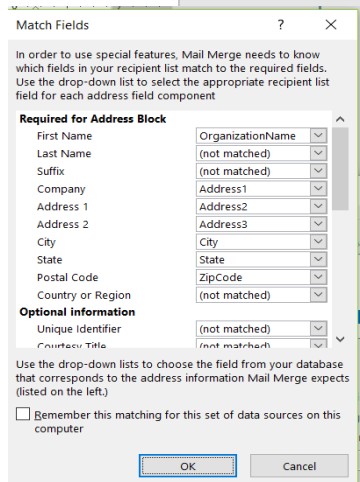 Match Fields ? ×
In order to use special features, Mail Merge needs to know
which fields in your recipient list match to the required fields.
Use the drop-down list to select the appropriate recipient list
field for each address field component
Required for Address Block
First Name OrganizationName
Last Name (not matched)
Suffix (not matched)
Company Address1
Address 1 Address2
Address 2 Address3
City City
State State
Postal Code ZipCode
Country or Region (not matched)
Optional information
Unique Identifier (not matched)
Courtesy Title (not matched)
Use the drop-down lists to choose the field from your database
that corresponds to the address information Mail Merge expects
(listed on the left.)
Remember this matching for this set of data sources on this
computer
OK Cancel